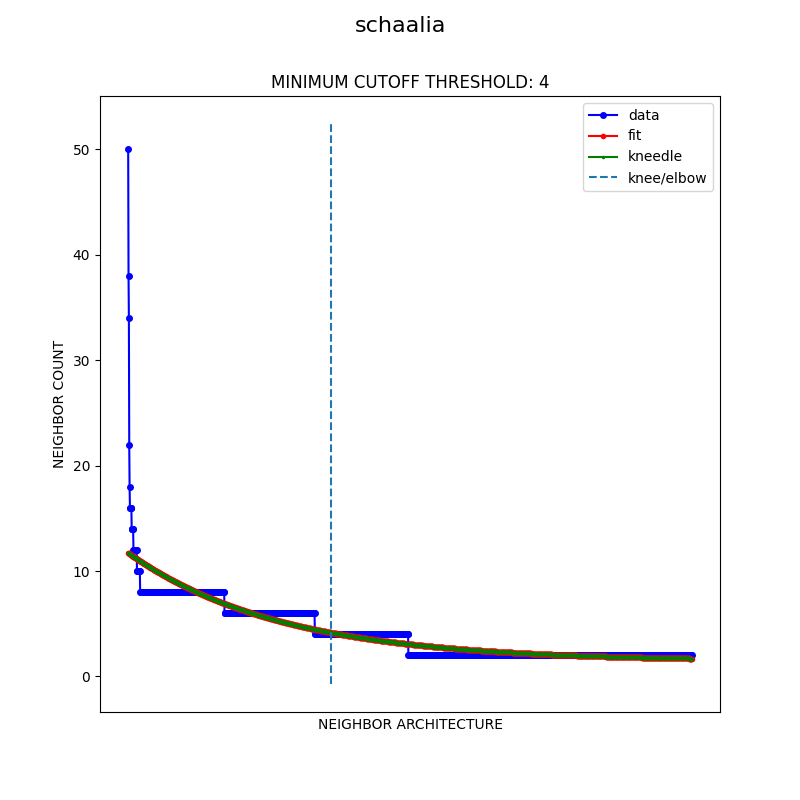 schaalia
MINIMUM CUTOFF THRESHOLD: 4
data
fit
kneedle
knee/elbow
50
40
30
20
10
0
NEIGHBOR COUNT
NEIGHBOR ARCHITECTURE